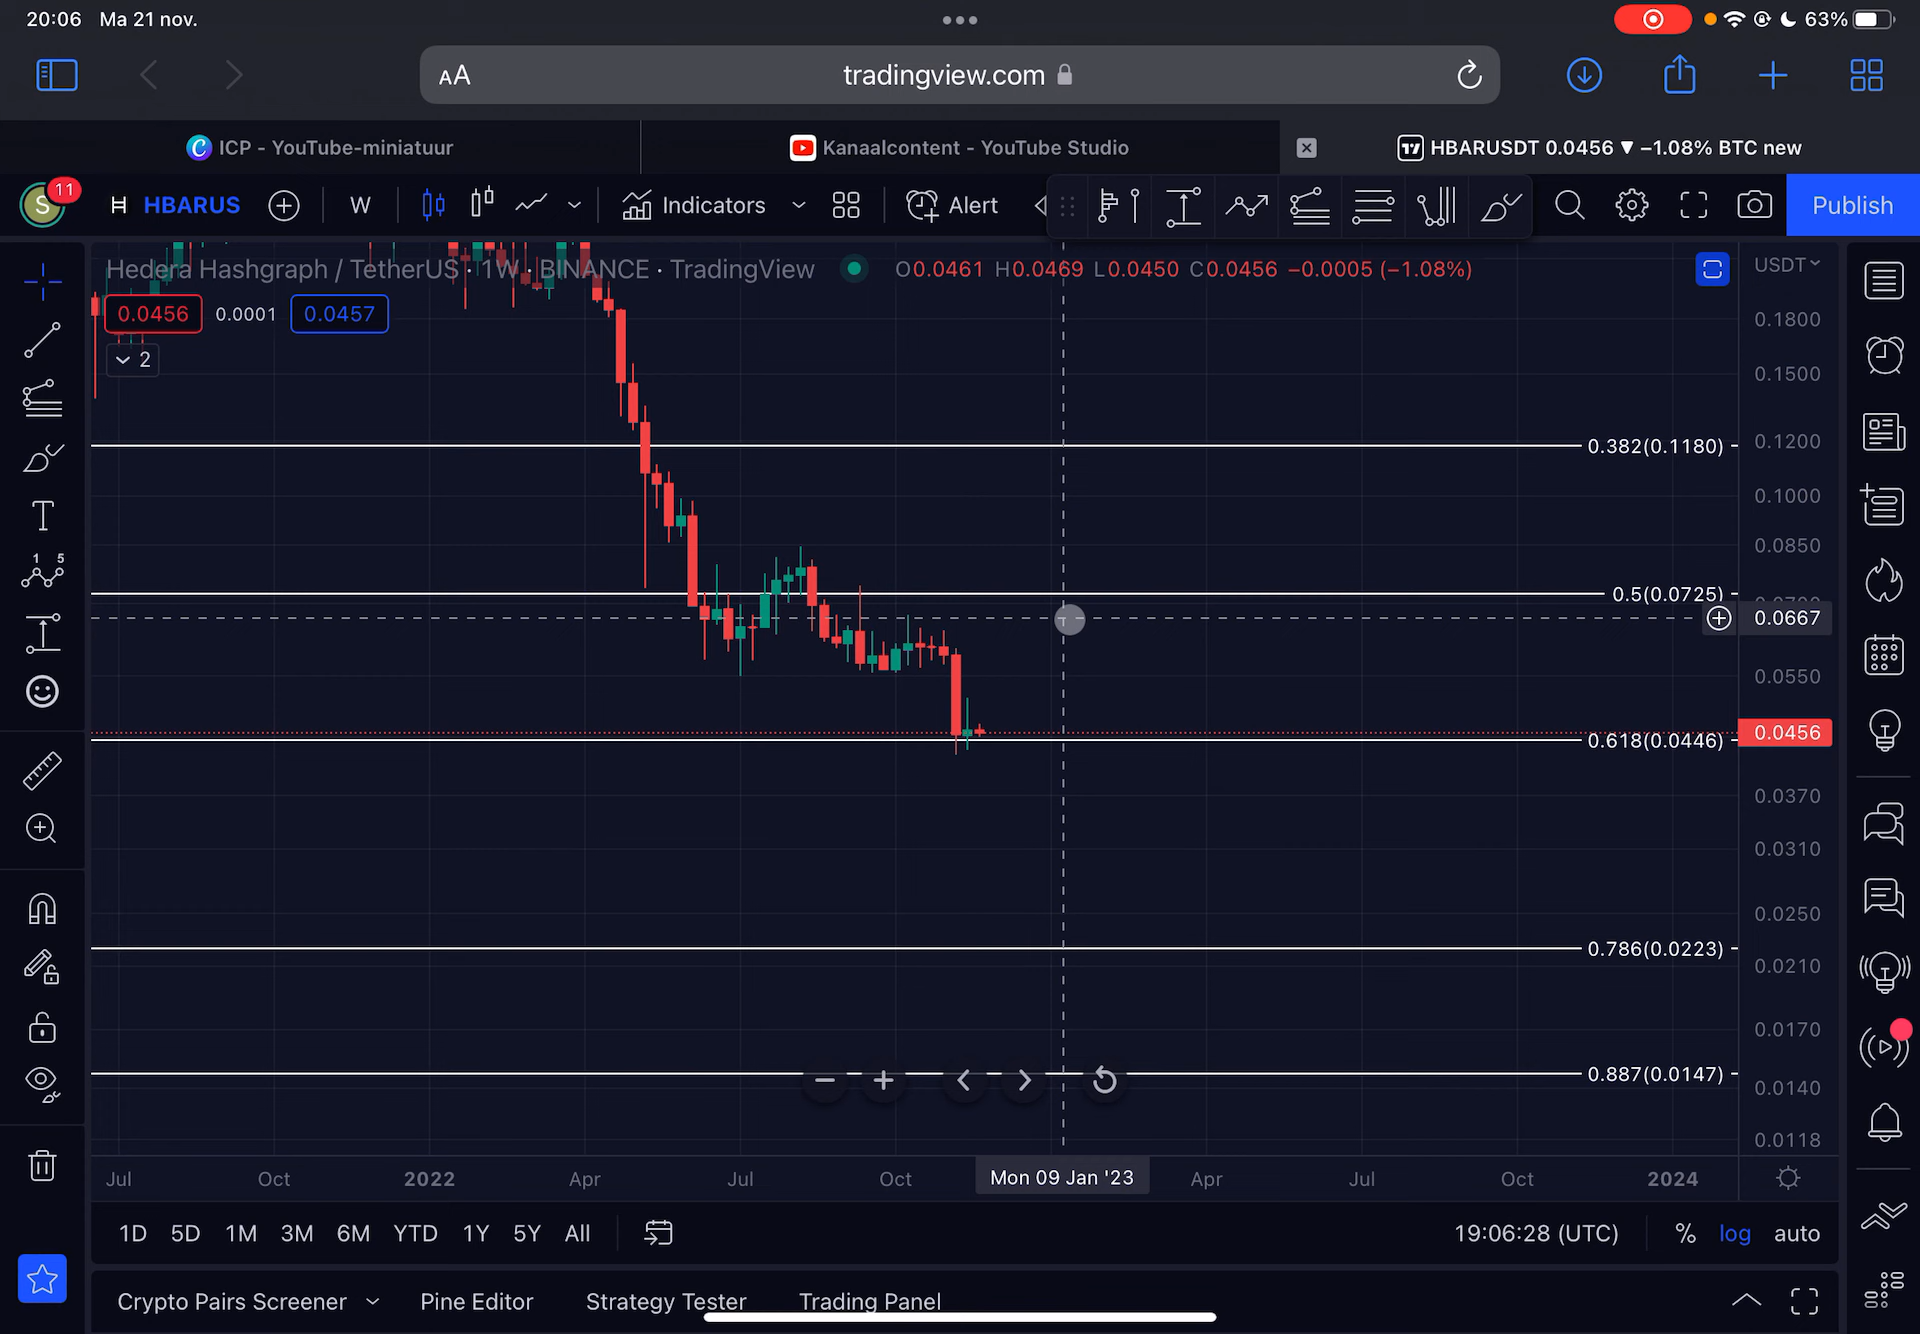 20:06 Ma 21 nov.
63%
AA
tradingview.com
ICP - YouTube-miniatuur
Kanaalcontent - YouTube Studio
HBARUSDT 0.0456 ▼ −1.08% BTC new
S
11
H HBARUS
W
Indicators
Alert
Publish
Hedera Hashgraph / TetherUS · 1W · BINANCE · TradingView
O0.0461 H0.0469 L0.0450 C0.0456 −0.0005 (−1.08%)
USDT
0.0456
0.0001
0.0457
2
0.1800
0.1500
0.382(0.1180)
0.1200
0.1000
0.0850
0.5(0.0725)
0.0667
0.0550
0.618(0.0446)
0.0456
0.0370
0.0310
0.0250
0.786(0.0223)
0.0210
0.0170
0.887(0.0147)
0.0140
0.0118
Jul Oct 2022 Apr Jul Oct Mon 09 Jan '23 Apr Jul Oct 2024
1D 5D 1M 3M 6M YTD 1Y 5Y All
19:06:28 (UTC) % log auto
Crypto Pairs Screener Pine Editor Strategy Tester Trading Panel